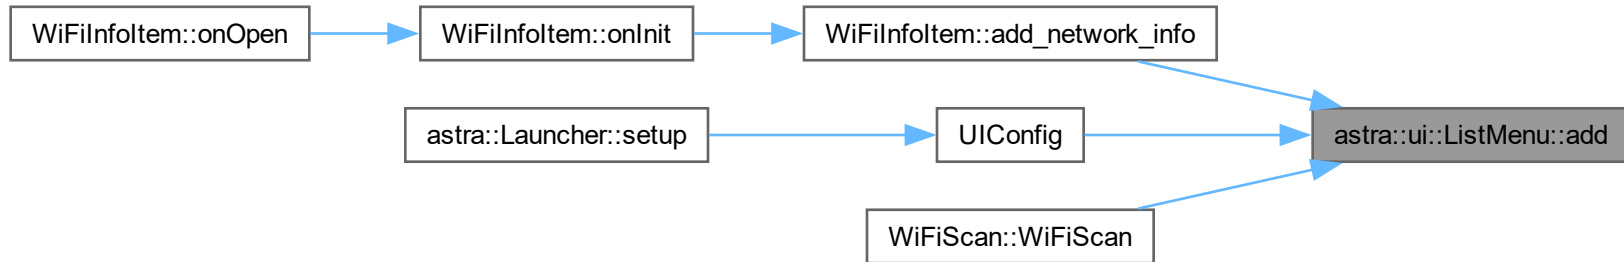 WiFiInfoItem::onOpen
WiFiInfoItem::onInit
WiFiInfoItem::add_network_info
astra::Launcher::setup
UIConfig
astra::ui::ListMenu::add
WiFiScan::WiFiScan